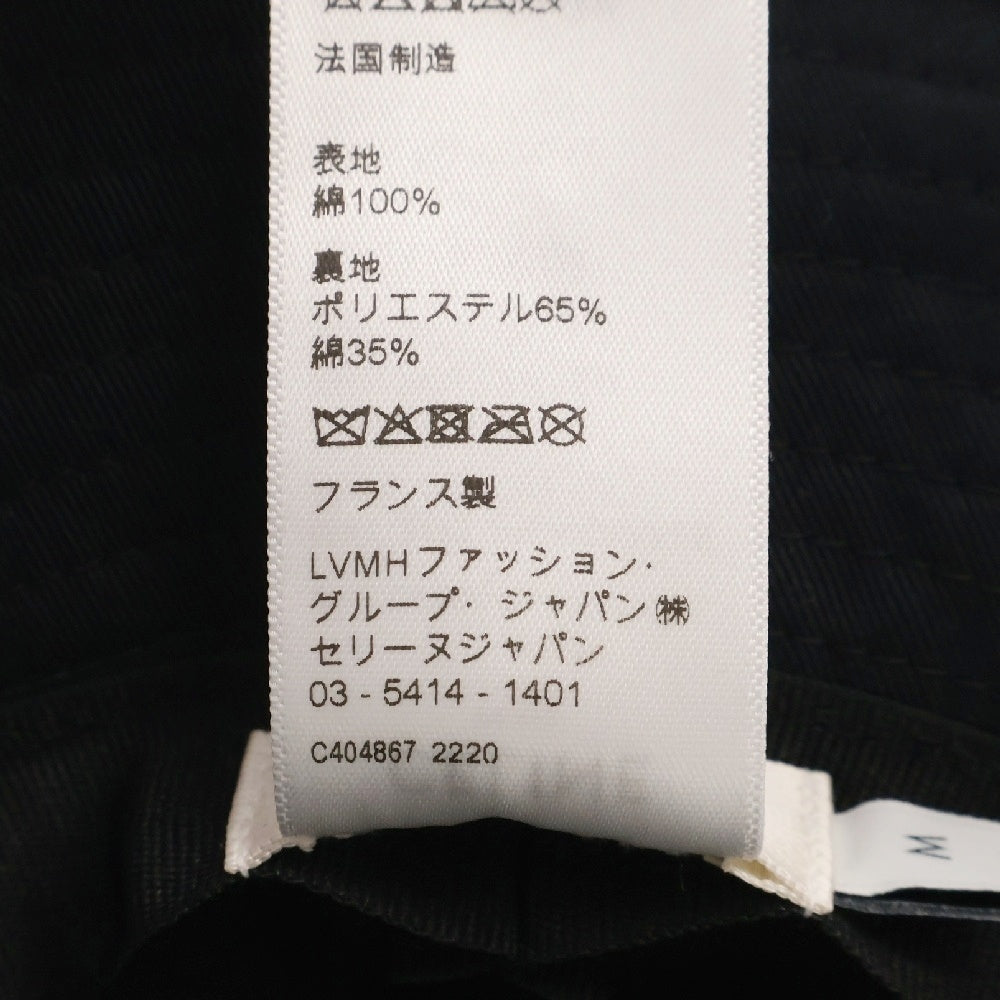 法国制造
表地
綿100%
裏地
ポリエステル65%
綿35%
フランス製
LVMHファッション·
グループ· ジャパン㈱
セリーヌジャパン
03 - 5414 - 1401
C404867 2220
M